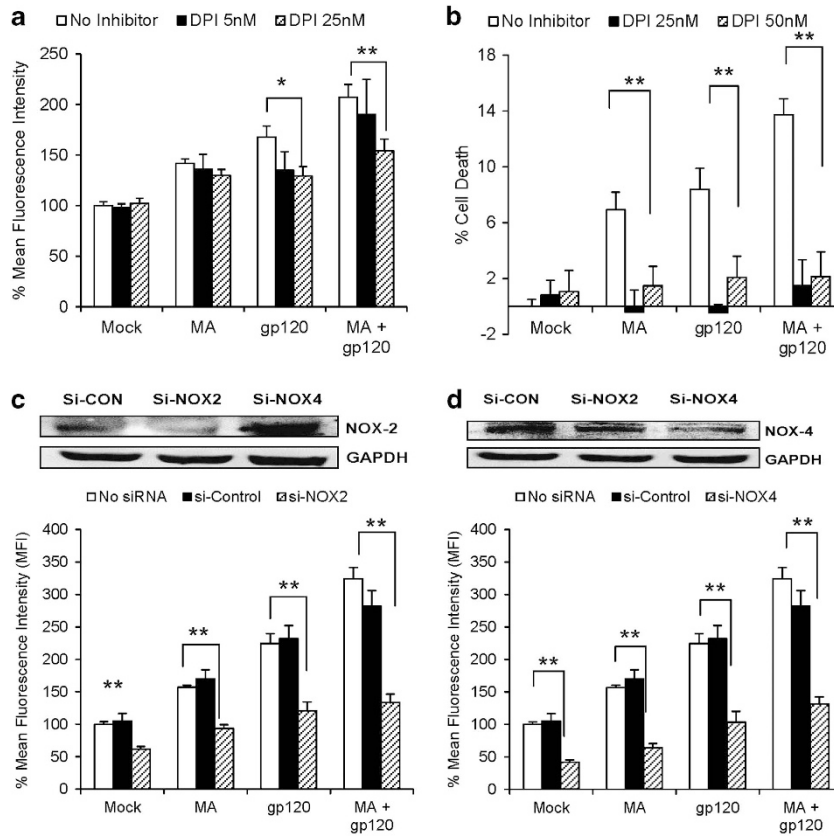 a
□ No Inhibitor ■ DPI 5nM ▨ DPI 25nM
% Mean Fluorescence Intensity
250
200
150
100
50
0
*
**
Mock MA gp120 MA + gp120
b
□ No Inhibitor ■ DPI 25nM ▨ DPI 50nM
% Cell Death
18
14
10
6
2
-2
**
**
**
Mock MA gp120 MA + gp120
c
Si-CON Si-NOX2 Si-NOX4
NOX-2
GAPDH
□ No siRNA ■ si-Control ▨ si-NOX2
% Mean Fluorescence Intensity (MFI)
400
350
300
250
200
150
100
50
0
**
**
**
**
Mock MA gp120 MA + gp120
d
Si-CON Si-NOX2 Si-NOX4
NOX-4
GAPDH
□ No siRNA ■ si-Control ▨ si-NOX4
% Mean Fluorescence Intensity (MFI)
400
350
300
250
200
150
100
50
0
**
**
**
**
Mock MA gp120 MA + gp120